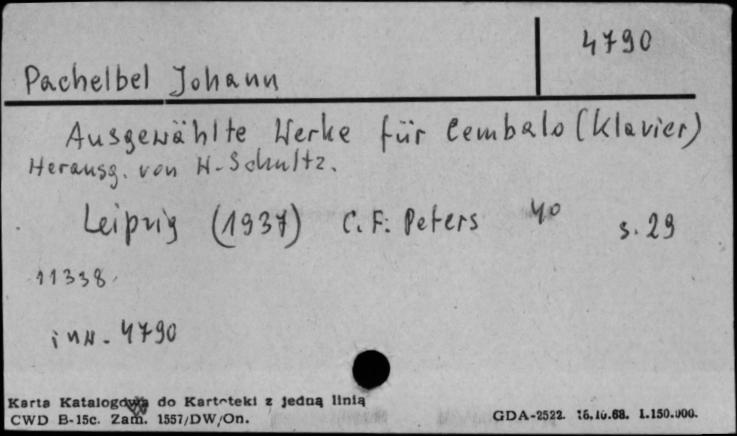 4790
Pachelbel Johann
Ausgewählte Werke für Cembalo (Klavier)
Herausg. von W. Schultz.
Leipzig (1937) C. F. Peters 4° s. 29
11338
inw. 4790
Karta Katalogowa do Kartoteki z jedną linią
CWD B-15c. Zam. 1557/DW/On.
GDA-2522. 16.10.68. 1.150.000.